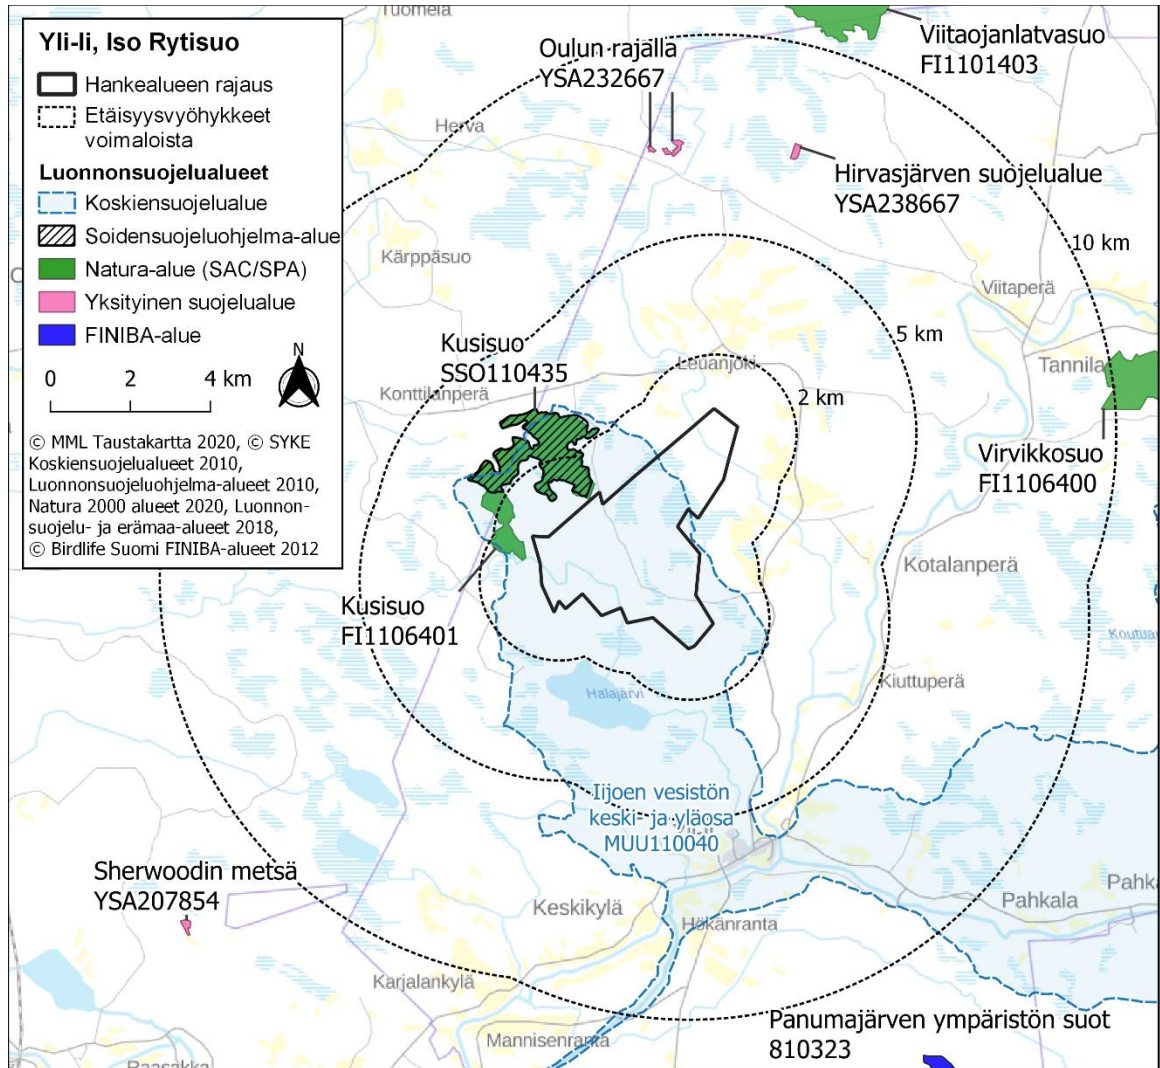 Yli-Ii, Iso Rytisuo
Hankealueen rajaus
Etäisyysvyöhykkeet
voimaloista
Luonnonsuojelualueet
Koskiensuojelualue
Soidensuojeluohjelma-alue
Natura-alue (SAC/SPA)
Yksityinen suojelualue
FINIBA-alue
N
0 2 4 km
© MML Taustakartta 2020, © SYKE
Koskiensuojelualueet 2010,
Luonnonsuojeluohjelma-alueet 2010,
Natura 2000 alueet 2020, Luonnon-
suojelu- ja erämaa-alueet 2018,
© Birdlife Suomi FINIBA-alueet 2012
Tuomela
Oulun rajalla
YSA232667
Viitaojanlatvasuo
FI1101403
Herva
Hirvasjärven suojelualue
YSA238667
Kärppäsuo
10 km
Viitaperä
5 km
Kusisuo
SSO110435
Leuanjoki
Tannila
Konttilanperä
2 km
Virvikkosuo
FI1106400
Kotalanperä
Kusisuo
FI1106401
Koutuan
Kiuttuperä
Halajärvi
Iijoen vesistön
keski- ja yläosa
MUU110040
Sherwoodin metsä
YSA207854
Keskikylä
Pahkala
Pahka
Hökänranta
Karjalankylä
Panumajärven ympäristön suot
810323
Mannisenranta
Raasakka